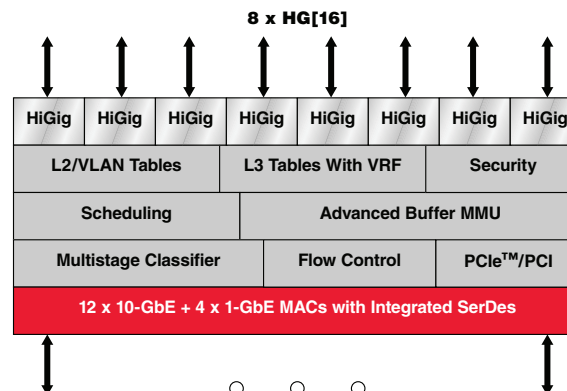 8 x HG[16]
HiGig HiGig HiGig HiGig HiGig HiGig HiGig HiGig
L2/VLAN Tables L3 Tables With VRF Security
Scheduling Advanced Buffer MMU
Multistage Classifier Flow Control PCIe™/PCI
12 x 10-GbE + 4 x 1-GbE MACs with Integrated SerDes